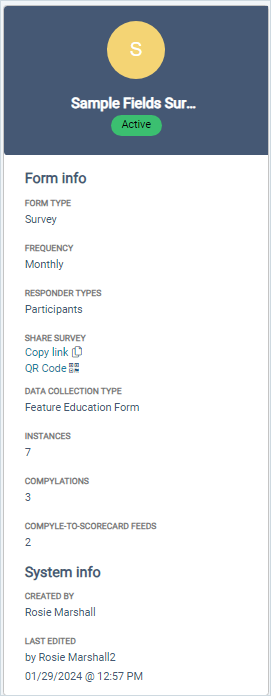 S
Sample Fields Sur...
Active
Form info
FORM TYPE
Survey
FREQUENCY
Monthly
RESPONDER TYPES
Participants
SHARE SURVEY
Copy link
QR Code
DATA COLLECTION TYPE
Feature Education Form
INSTANCES
7
COMPYLATIONS
3
COMPYLE-TO-SCORECARD FEEDS
2
System info
CREATED BY
Rosie Marshall
LAST EDITED
by Rosie Marshall2
01/29/2024 @ 12:57 PM